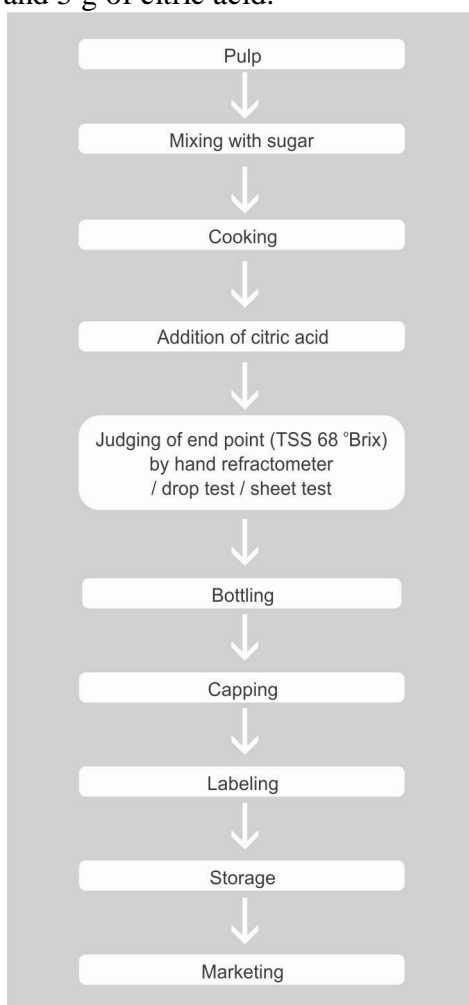 and 5 g of citric acid.
Pulp
Mixing with sugar
Cooking
Addition of citric acid
Judging of end point (TSS 68 °Brix)
by hand refractometer
/ drop test / sheet test
Bottling
Capping
Labeling
Storage
Marketing